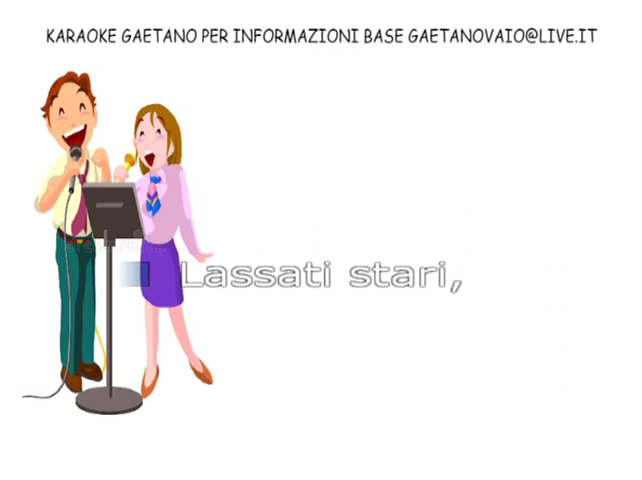 KARAOKE GAETANO PER INFORMAZIONI BASE GAETANOVAIO@LIVE.IT
Lassati stari,